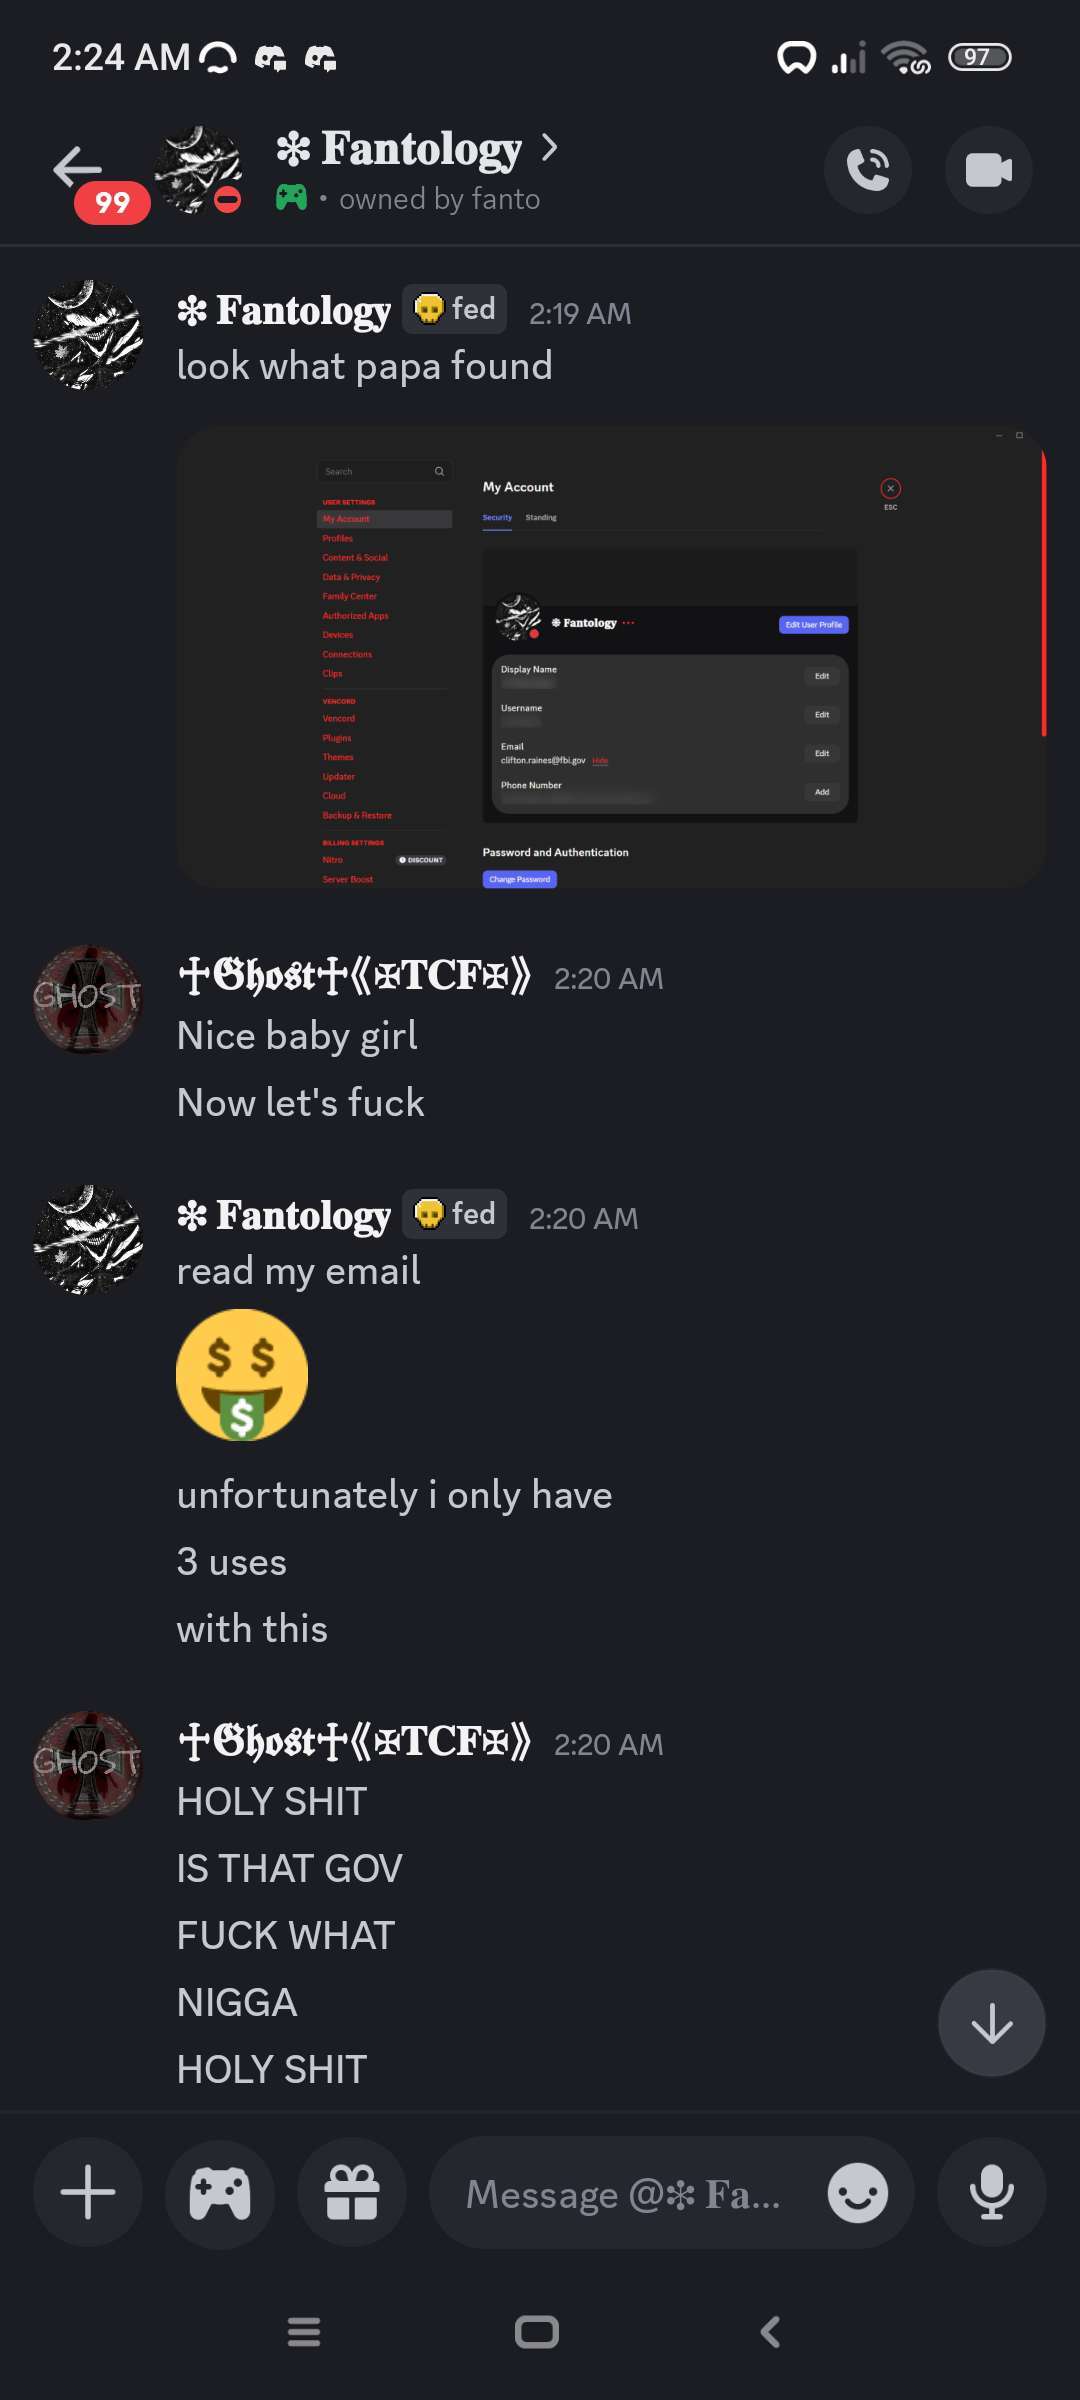 2:24 AM
97
99
❇ Fantology
• owned by fanto
❇ Fantology fed 2:19 AM
look what papa found
Search
USER SETTINGS
My Account
Profiles
Content & Social
Data & Privacy
Family Center
Authorized Apps
Devices
Connections
Clips
VENCORD
Vencord
Plugins
Themes
Updater
Cloud
Backup & Restore
BILLING SETTINGS
Nitro DISCOUNT
Server Boost
My Account
Security Standing
ESC
❇ Fantology
Edit User Profile
Display Name
Edit
Username
Edit
Email
clifton.raines@fbi.gov Hide
Edit
Phone Number
Add
Password and Authentication
Change Password
GHOST
☩𝕲𝖍𝖔𝖘𝖙☩《✠TCF✠》 2:20 AM
Nice baby girl
Now let's fuck
❇ Fantology fed 2:20 AM
read my email
unfortunately i only have
3 uses
with this
GHOST
☩𝕲𝖍𝖔𝖘𝖙☩《✠TCF✠》 2:20 AM
HOLY SHIT
IS THAT GOV
FUCK WHAT
NIGGA
HOLY SHIT
Message @❇ Fa...